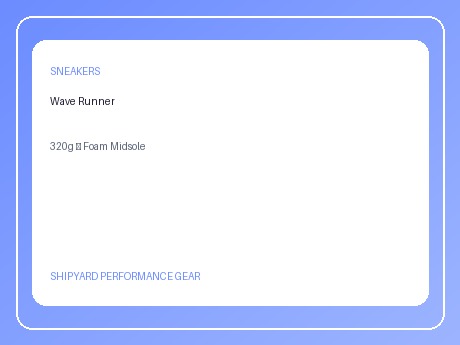 SNEAKERS
Wave Runner
320g Foam Midsole
SHIPYARD PERFORMANCE GEAR